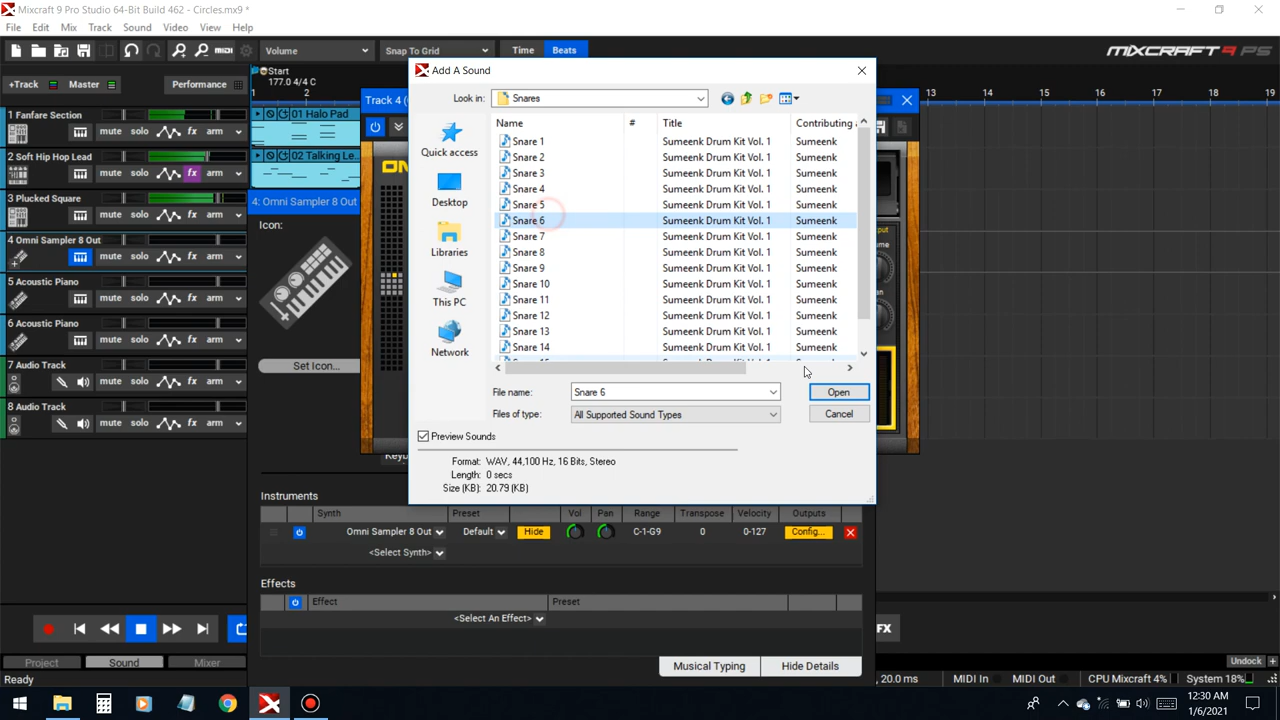 Mixcraft 9 Pro Studio 64-Bit Build 462 - Circles.mx9 *
File Edit Mix Track Sound Video View Help
Volume Snap To Grid Time Beats MIXCRAFT 9 PS
+Track Master Performance
Start
177.0 4/4 C
1 2 13 14 15 16 17 18 19
1 Fanfare Section
mute solo fx arm
2 Soft Hip Hop Lead
mute solo fx arm
3 Plucked Square
mute solo fx arm
4 Omni Sampler 8 Out
mute solo fx arm
5 Acoustic Piano
mute solo fx arm
6 Acoustic Piano
mute solo fx arm
7 Audio Track
mute solo fx arm
8 Audio Track
mute solo fx arm
01 Halo Pad
02 Talking Le...
4: Omni Sampler 8 Out
Icon:
Set Icon...
Track 4 (
Add A Sound
Look in: Snares
Quick access
Desktop
Libraries
This PC
Network
Name # Title Contributing
Snare 1 Sumeenk Drum Kit Vol. 1 Sumeenk
Snare 2 Sumeenk Drum Kit Vol. 1 Sumeenk
Snare 3 Sumeenk Drum Kit Vol. 1 Sumeenk
Snare 4 Sumeenk Drum Kit Vol. 1 Sumeenk
Snare 5 Sumeenk Drum Kit Vol. 1 Sumeenk
Snare 6 Sumeenk Drum Kit Vol. 1 Sumeenk
Snare 7 Sumeenk Drum Kit Vol. 1 Sumeenk
Snare 8 Sumeenk Drum Kit Vol. 1 Sumeenk
Snare 9 Sumeenk Drum Kit Vol. 1 Sumeenk
Snare 10 Sumeenk Drum Kit Vol. 1 Sumeenk
Snare 11 Sumeenk Drum Kit Vol. 1 Sumeenk
Snare 12 Sumeenk Drum Kit Vol. 1 Sumeenk
Snare 13 Sumeenk Drum Kit Vol. 1 Sumeenk
Snare 14 Sumeenk Drum Kit Vol. 1 Sumeenk
File name: Snare 6 Open
Files of type: All Supported Sound Types Cancel
Preview Sounds
Format: WAV, 44,100 Hz, 16 Bits, Stereo
Length: 0 secs
Size (KB): 20.79 (KB)
Instruments
Synth Preset Default Vol Pan Range Transpose Velocity Outputs
Omni Sampler 8 Out Default Hide C-1-G9 0 0-127 Config...
<Select Synth>
Effects
Effect Preset
<Select An Effect>
FX
Musical Typing Hide Details
Project Sound Mixer Undock
Ready 20.0 ms MIDI In MIDI Out CPU Mixcraft 4% System 18%
12:30 AM
1/6/2021